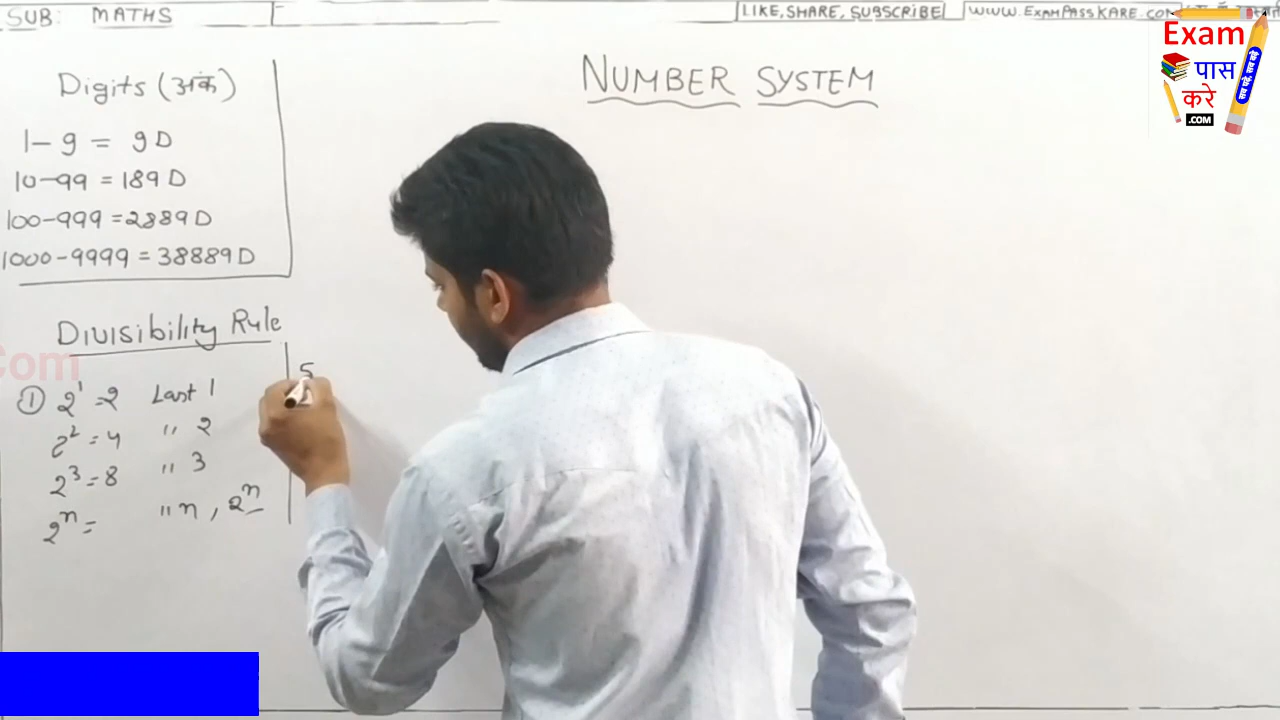 SUB: MATHS
LIKE, SHARE, SUBSCRIBE
WWW.EXAMPASSKARE.COM
Exam
पास
करे
.COM
NUMBER SYSTEM
Digits (अंक)
1-9 = 9D
10-99 = 189 D
100-999 = 2889 D
1000-9999 = 38889 D
Divisibility Rule
Com
① 2¹ = 2 Last 1
2² = 4 " 2
2³ = 8 " 3
2ⁿ = " n, 2ⁿ
5